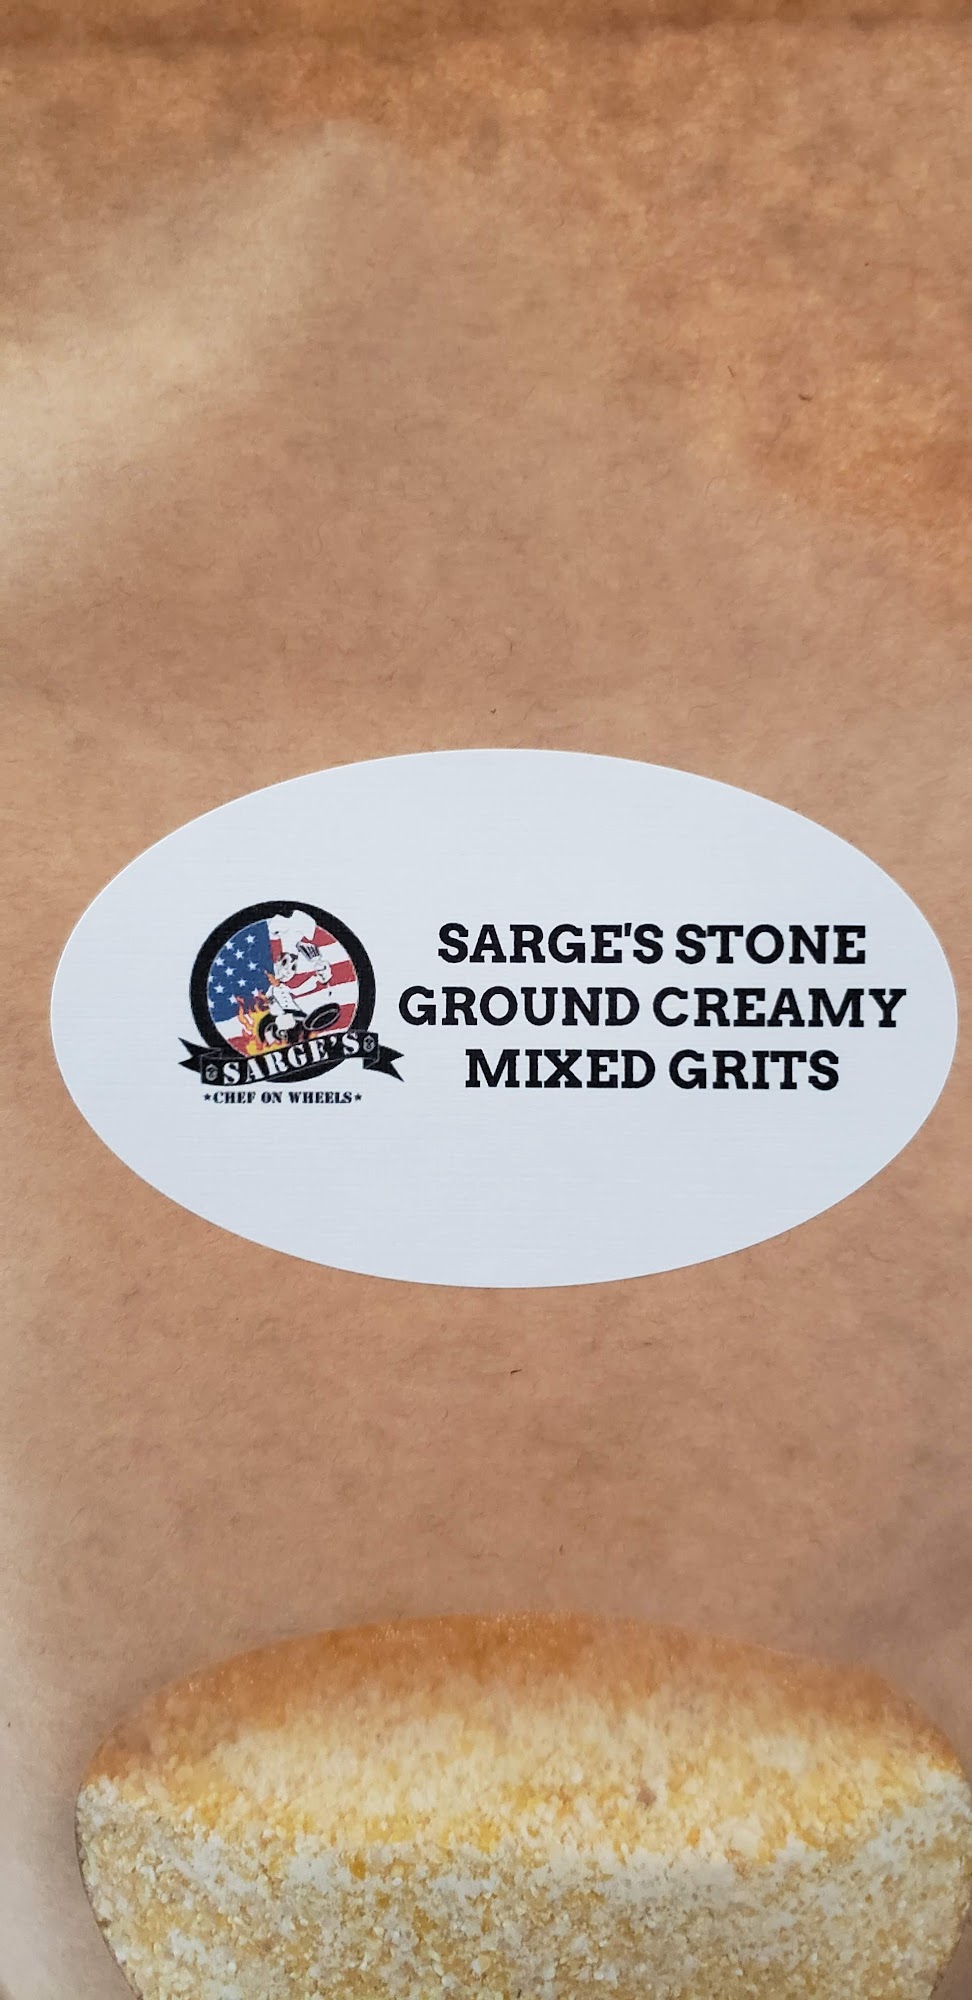 SARGE'S STONE
GROUND CREAMY
MIXED GRITS
SARGE'S
★CHEF ON WHEELS★